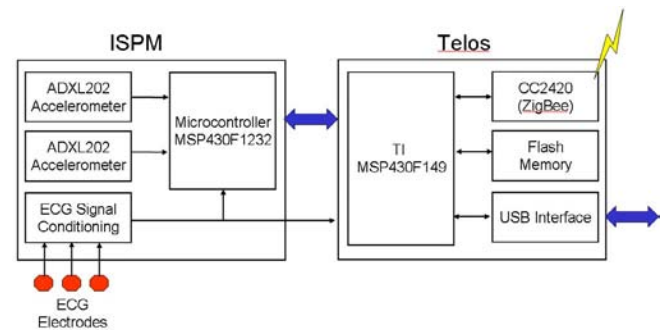 ISPM
Telos
ADXL202
Accelerometer
ADXL202
Accelerometer
Microcontroller
MSP430F1232
ECG Signal
Conditioning
ECG
Electrodes
TI
MSP430F149
CC2420
(ZigBee)
Flash
Memory
USB Interface